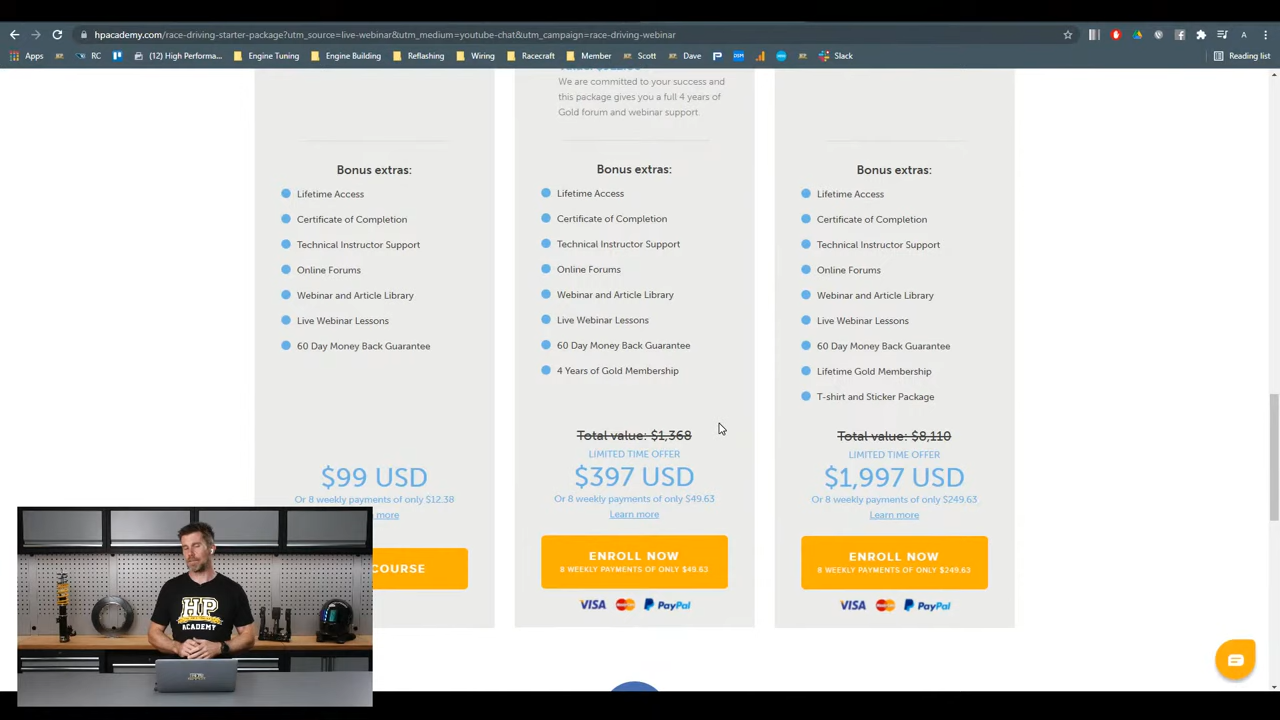 hpacademy.com/race-driving-starter-package?utm_source=live-webinar&utm_medium=youtube-chat&utm_campaign=race-driving-webinar
Apps
RC
(12) High Performa...
Engine Tuning
Engine Building
Reflashing
Wiring
Racecraft
Member
Scott
Dave
Slack
Reading list
We are committed to your success and
this package gives you a full 4 years of
Gold forum and webinar support.
Bonus extras:
Lifetime Access
Certificate of Completion
Technical Instructor Support
Online Forums
Webinar and Article Library
Live Webinar Lessons
60 Day Money Back Guarantee
$99 USD
Or 8 weekly payments of only $12.38
more
COURSE
Bonus extras:
Lifetime Access
Certificate of Completion
Technical Instructor Support
Online Forums
Webinar and Article Library
Live Webinar Lessons
60 Day Money Back Guarantee
4 Years of Gold Membership
Total value: $1,368
LIMITED TIME OFFER
$397 USD
Or 8 weekly payments of only $49.63
Learn more
ENROLL NOW
8 WEEKLY PAYMENTS OF ONLY $49.63
VISA MasterCard PayPal
Bonus extras:
Lifetime Access
Certificate of Completion
Technical Instructor Support
Online Forums
Webinar and Article Library
Live Webinar Lessons
60 Day Money Back Guarantee
Lifetime Gold Membership
T-shirt and Sticker Package
Total value: $8,110
LIMITED TIME OFFER
$1,997 USD
Or 8 weekly payments of only $249.63
Learn more
ENROLL NOW
8 WEEKLY PAYMENTS OF ONLY $249.63
VISA MasterCard PayPal
HP
ACADEMY